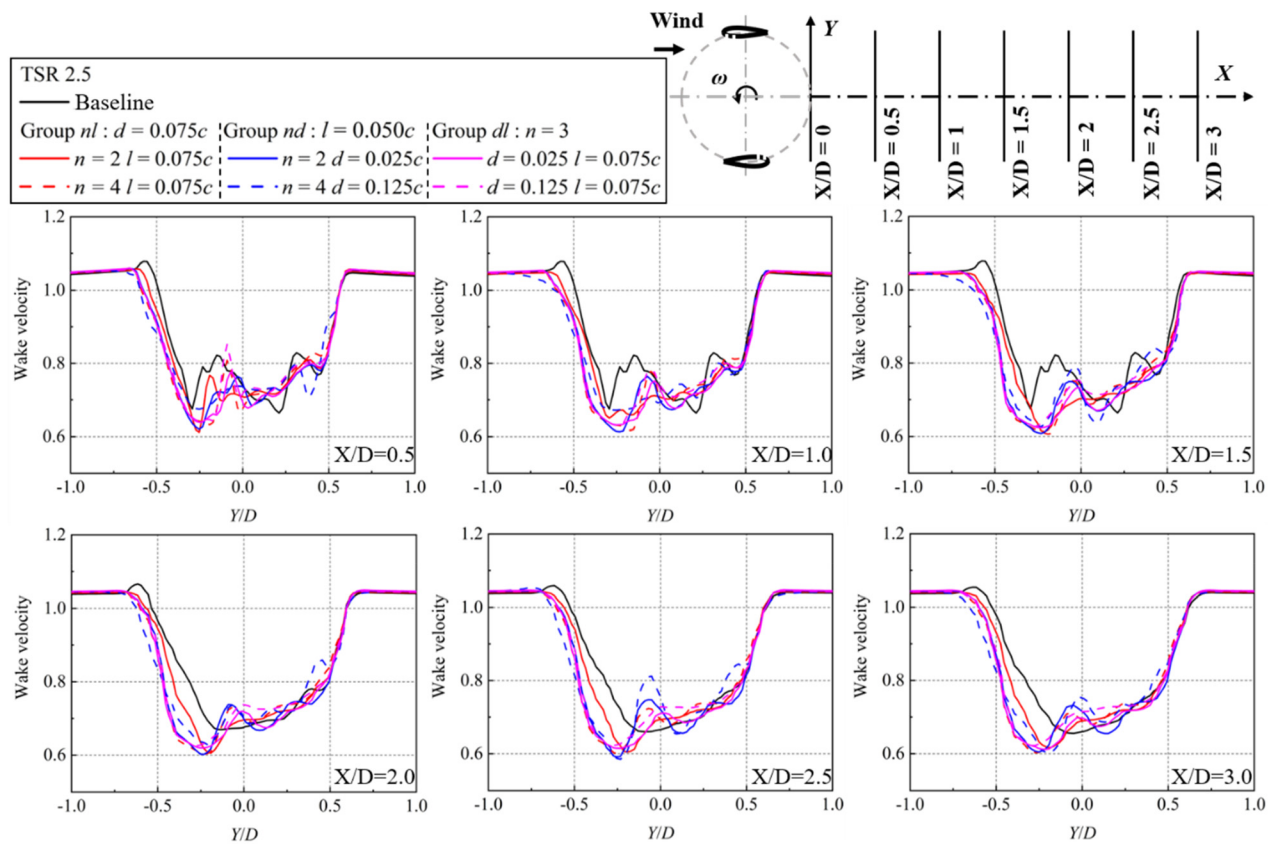 Wind
Y
ω
X
X/D = 0
X/D = 0.5
X/D = 1
X/D = 1.5
X/D = 2
X/D = 2.5
X/D = 3
TSR 2.5
Baseline
Group nl : d = 0.075c Group nd : l = 0.050c Group dl : n = 3
n = 2 l = 0.075c n = 2 d = 0.025c d = 0.025 l = 0.075c
n = 4 l = 0.075c n = 4 d = 0.125c d = 0.125 l = 0.075c
1.2 1.2 1.2
1.0 1.0 1.0
0.8 0.8 0.8
0.6 0.6 0.6
Wake velocity Wake velocity Wake velocity
X/D=0.5 X/D=1.0 X/D=1.5
-1.0 -0.5 0.0 0.5 1.0 -1.0 -0.5 0.0 0.5 1.0 -1.0 -0.5 0.0 0.5 1.0
Y/D Y/D Y/D
1.2 1.2 1.2
1.0 1.0 1.0
0.8 0.8 0.8
0.6 0.6 0.6
Wake velocity Wake velocity Wake velocity
X/D=2.0 X/D=2.5 X/D=3.0
-1.0 -0.5 0.0 0.5 1.0 -1.0 -0.5 0.0 0.5 1.0 -1.0 -0.5 0.0 0.5 1.0
Y/D Y/D Y/D